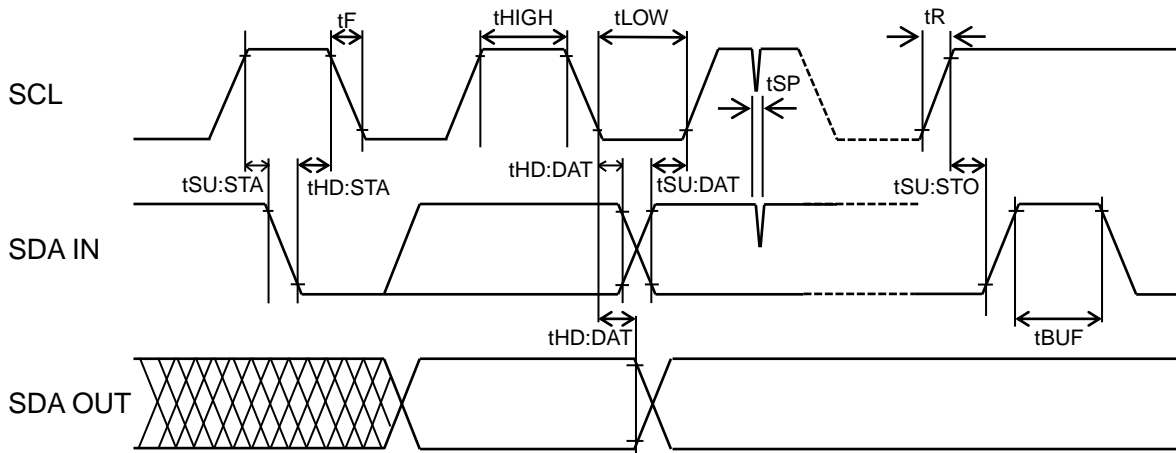 tF
tHIGH
tLOW
tR
SCL
tSP
tSU:STA
tHD:STA
tHD:DAT
tSU:DAT
tSU:STO
SDA IN
tHD:DAT
tBUF
SDA OUT